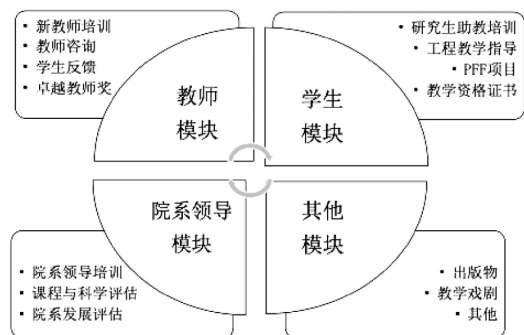 • 新教师培训
• 教师咨询
• 学生反馈
• 卓越教师奖
• 研究生助教培训
• 工程教学指导
• PFF项目
• 教学资格证书
教师
模块
学生
模块
院系领导
模块
其他
模块
• 院系领导培训
• 课程与科学评估
• 院系发展评估
• 出版物
• 教学戏剧
• 其他